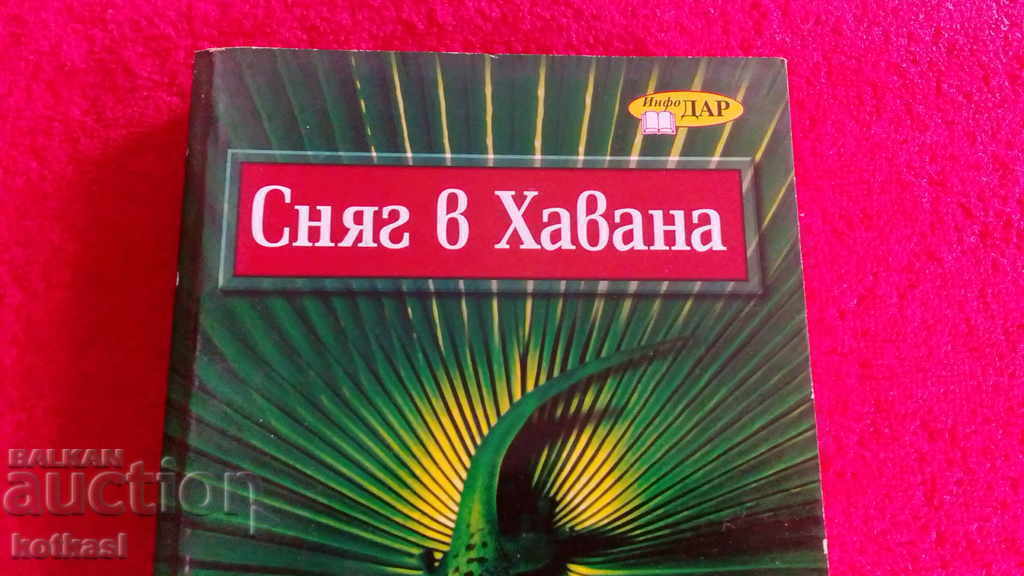 Инфо ДАР
Сняг в Хавана
BALKAN
auction
kotkasl